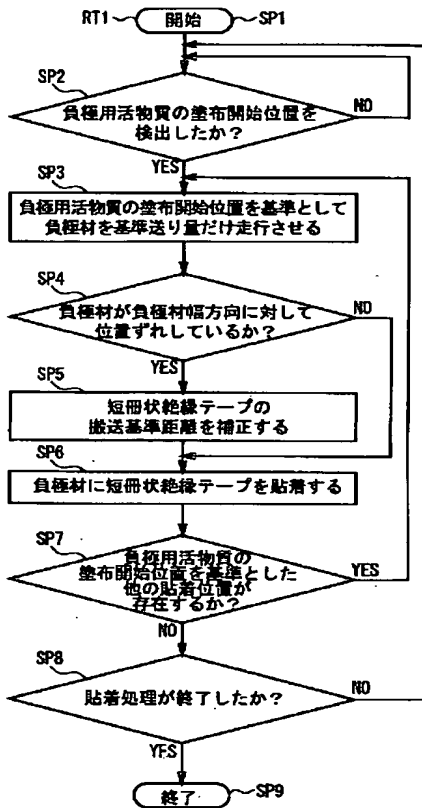 RT1
開始
SP1
SP2
負極用活物質の塗布開始位置を
検出したか？
NO
YES
SP3
負極用活物質の塗布開始位置を基準として
負極材を基準送り量だけ走行させる
SP4
負極材が負極材幅方向に対して
位置ずれしているか？
NO
YES
SP5
短冊状絶縁テープの
搬送基準距離を補正する
SP6
負極材に短冊状絶縁テープを貼着する
SP7
負極用活物質の
塗布開始位置を基準とした
他の貼着位置が
存在するか？
YES
NO
SP8
貼着処理が終了したか？
NO
YES
終了
SP9